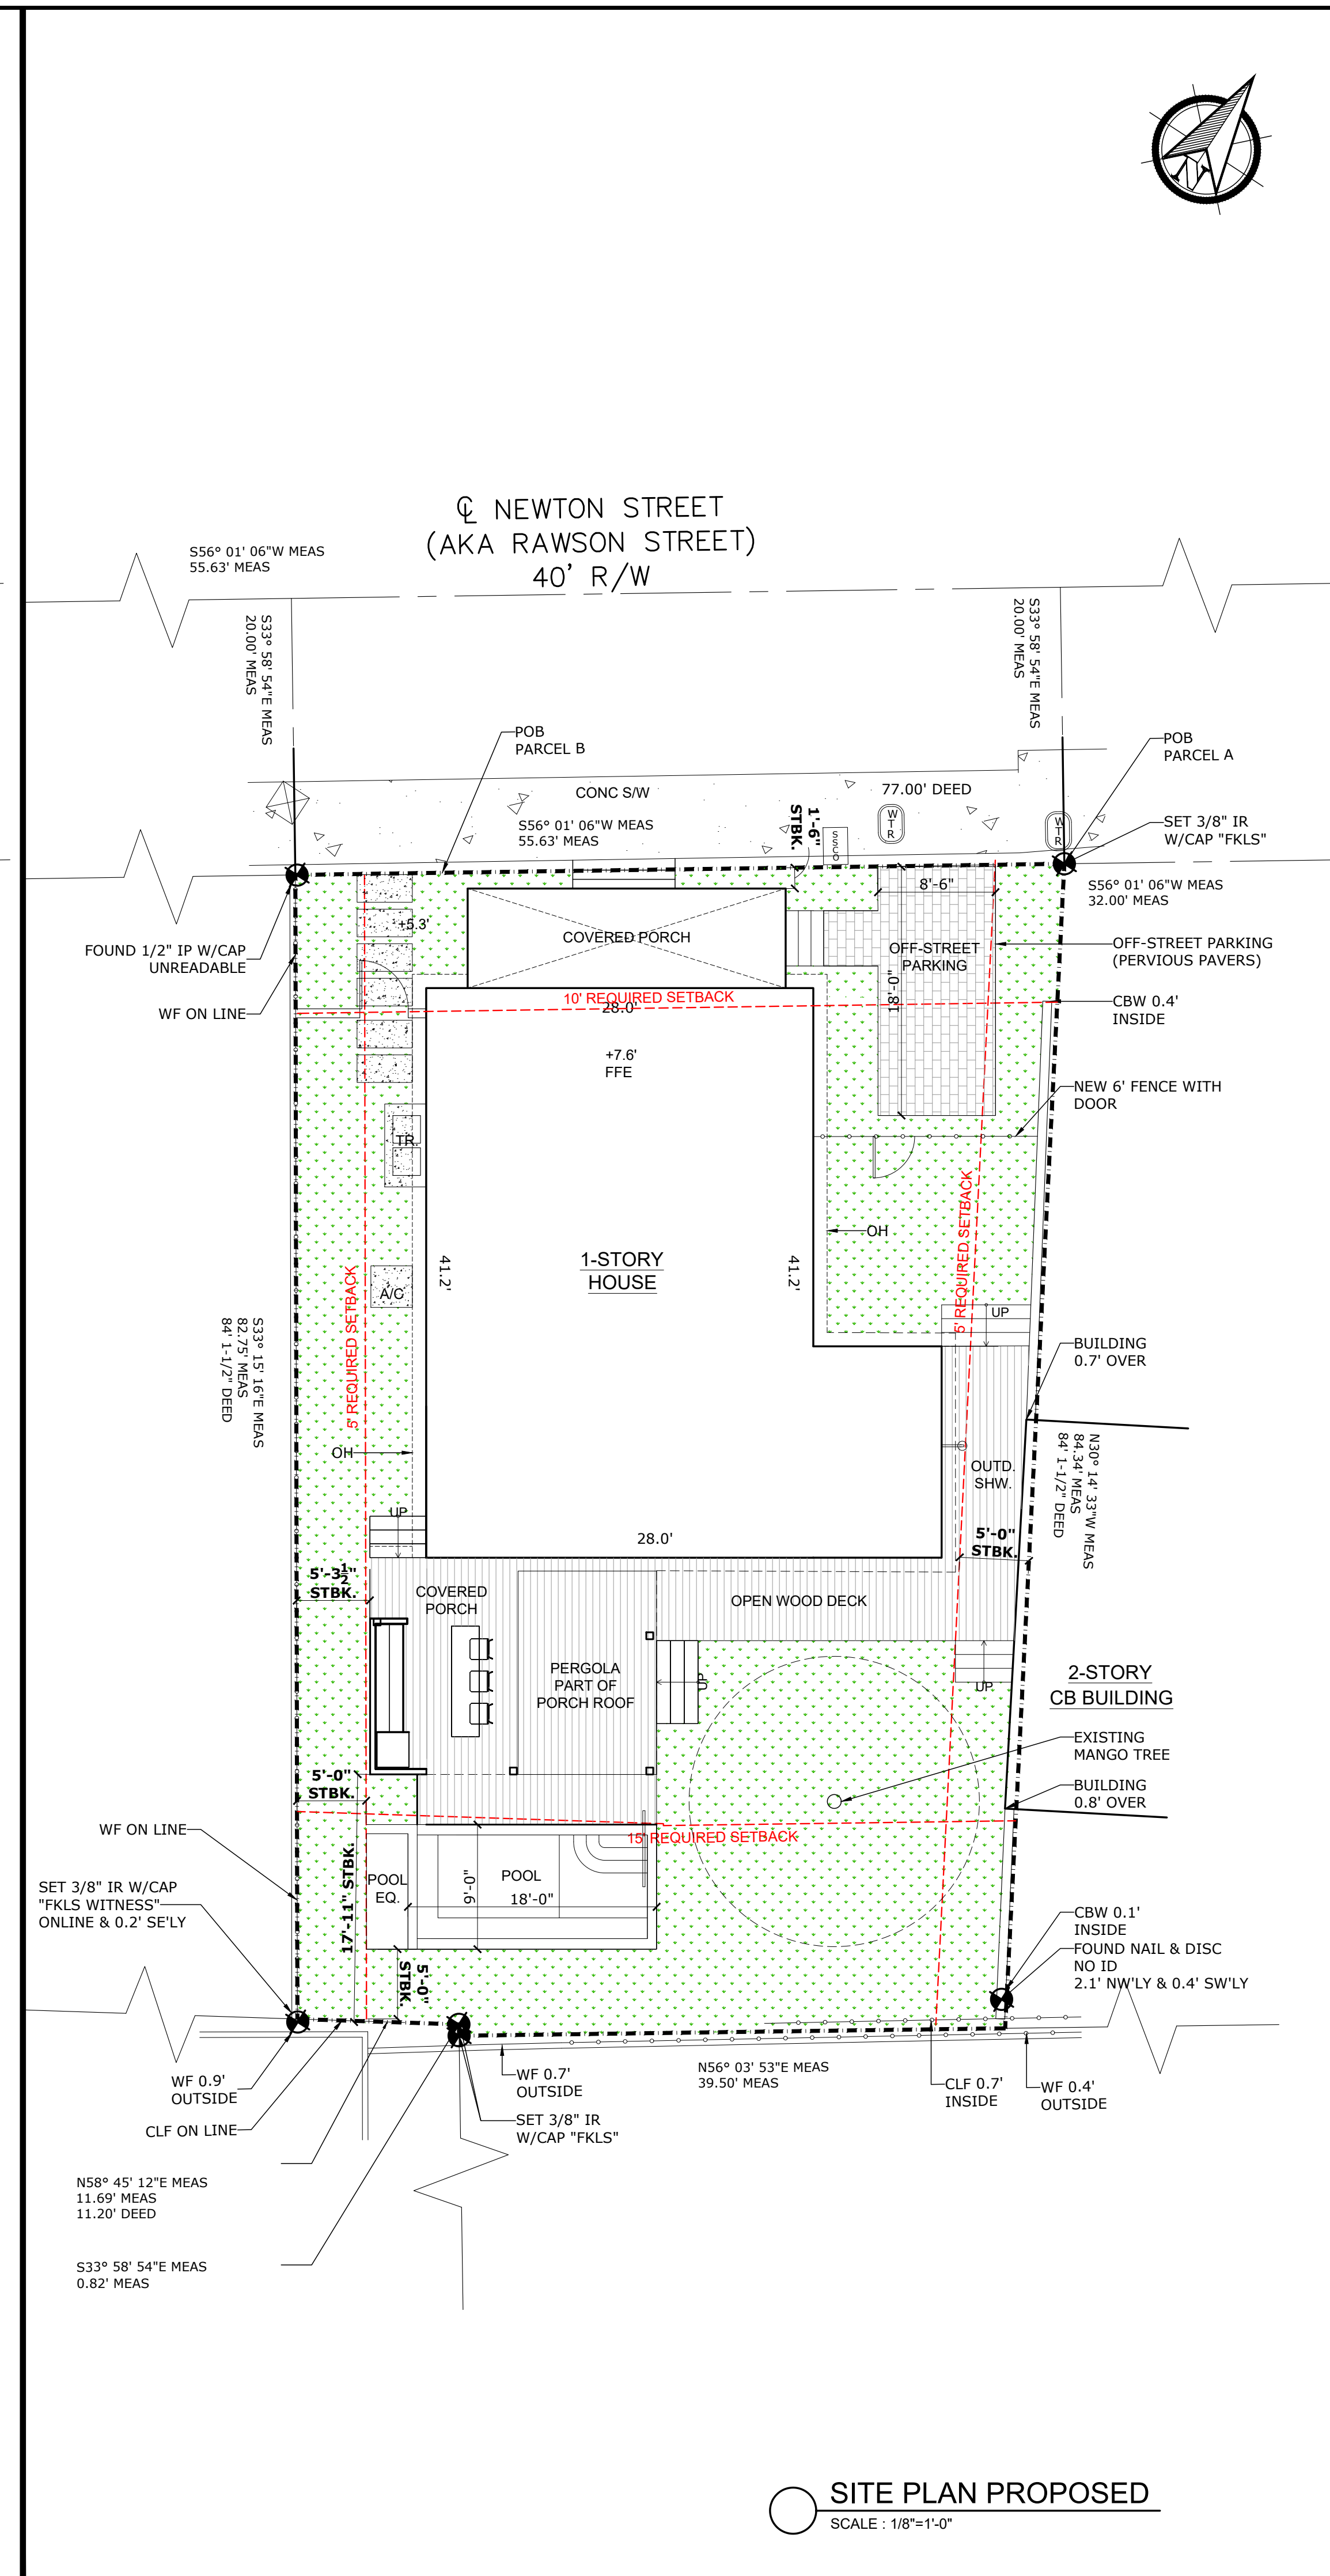 N
℄ NEWTON STREET
(AKA RAWSON STREET)
40' R/W
S56° 01' 06"W MEAS
55.63' MEAS
S33° 58' 54"E MEAS
20.00' MEAS
S33° 58' 54"E MEAS
20.00' MEAS
POB
PARCEL B
POB
PARCEL A
CONC S/W
77.00' DEED
S56° 01' 06"W MEAS
55.63' MEAS
1'-6"
STBK.
SSCO
WTR
WTR
SET 3/8" IR
W/CAP "FKLS"
S56° 01' 06"W MEAS
32.00' MEAS
8'-6"
+5.3'
COVERED PORCH
OFF-STREET
PARKING
18'-0"
OFF-STREET PARKING
(PERVIOUS PAVERS)
FOUND 1/2" IP W/CAP
UNREADABLE
WF ON LINE
10' REQUIRED SETBACK
28.0'
CBW 0.4'
INSIDE
+7.6'
FFE
NEW 6' FENCE WITH
DOOR
TR.
5' REQUIRED SETBACK
OH
1-STORY
HOUSE
41.2'
41.2'
A/C
UP
5' REQUIRED SETBACK
BUILDING
0.7' OVER
S33° 15' 16"E MEAS
82.75' MEAS
84' 1-1/2" DEED
N30° 14' 33"W MEAS
84.34' MEAS
84' 1-1/2" DEED
OH
OUTD.
SHW.
UP
28.0'
5'-0"
STBK.
5'-3½"
STBK.
COVERED
PORCH
OPEN WOOD DECK
PERGOLA
PART OF
PORCH ROOF
UP
UP
2-STORY
CB BUILDING
EXISTING
MANGO TREE
BUILDING
0.8' OVER
5'-0"
STBK.
WF ON LINE
15' REQUIRED SETBACK
17'-11" STBK.
POOL
EQ.
POOL
18'-0"
9'-0"
SET 3/8" IR W/CAP
"FKLS WITNESS"
ONLINE & 0.2' SE'LY
5'-0"
STBK.
CBW 0.1'
INSIDE
FOUND NAIL & DISC
NO ID
2.1' NW'LY & 0.4' SW'LY
WF 0.9'
OUTSIDE
CLF ON LINE
WF 0.7'
OUTSIDE
SET 3/8" IR
W/CAP "FKLS"
N56° 03' 53"E MEAS
39.50' MEAS
CLF 0.7'
INSIDE
WF 0.4'
OUTSIDE
N58° 45' 12"E MEAS
11.69' MEAS
11.20' DEED
S33° 58' 54"E MEAS
0.82' MEAS
SITE PLAN PROPOSED
SCALE : 1/8"=1'-0"